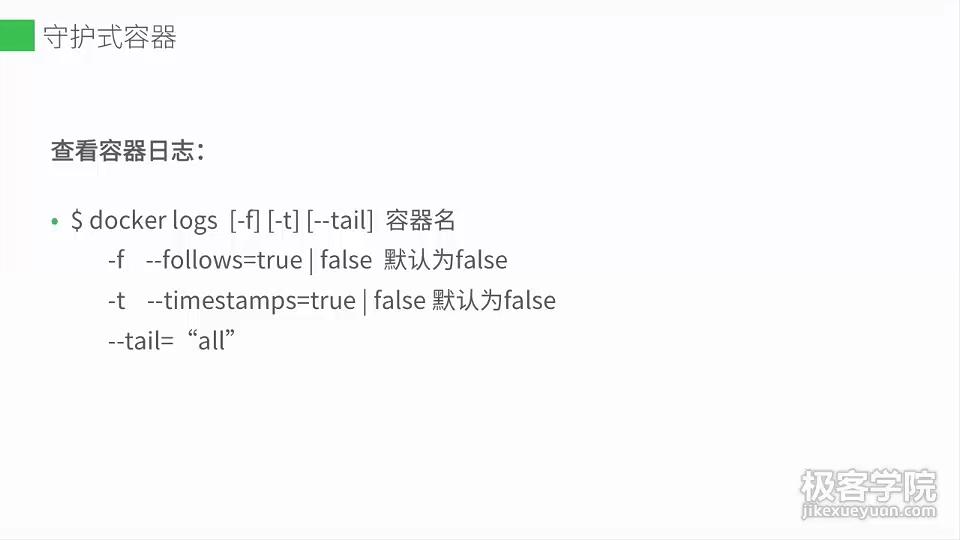 守护式容器
查看容器日志：
• $ docker logs [-f] [-t] [--tail] 容器名
-f --follows=true | false 默认为false
-t --timestamps=true | false 默认为false
--tail=“all”
极客学院
jikexueyuan.com